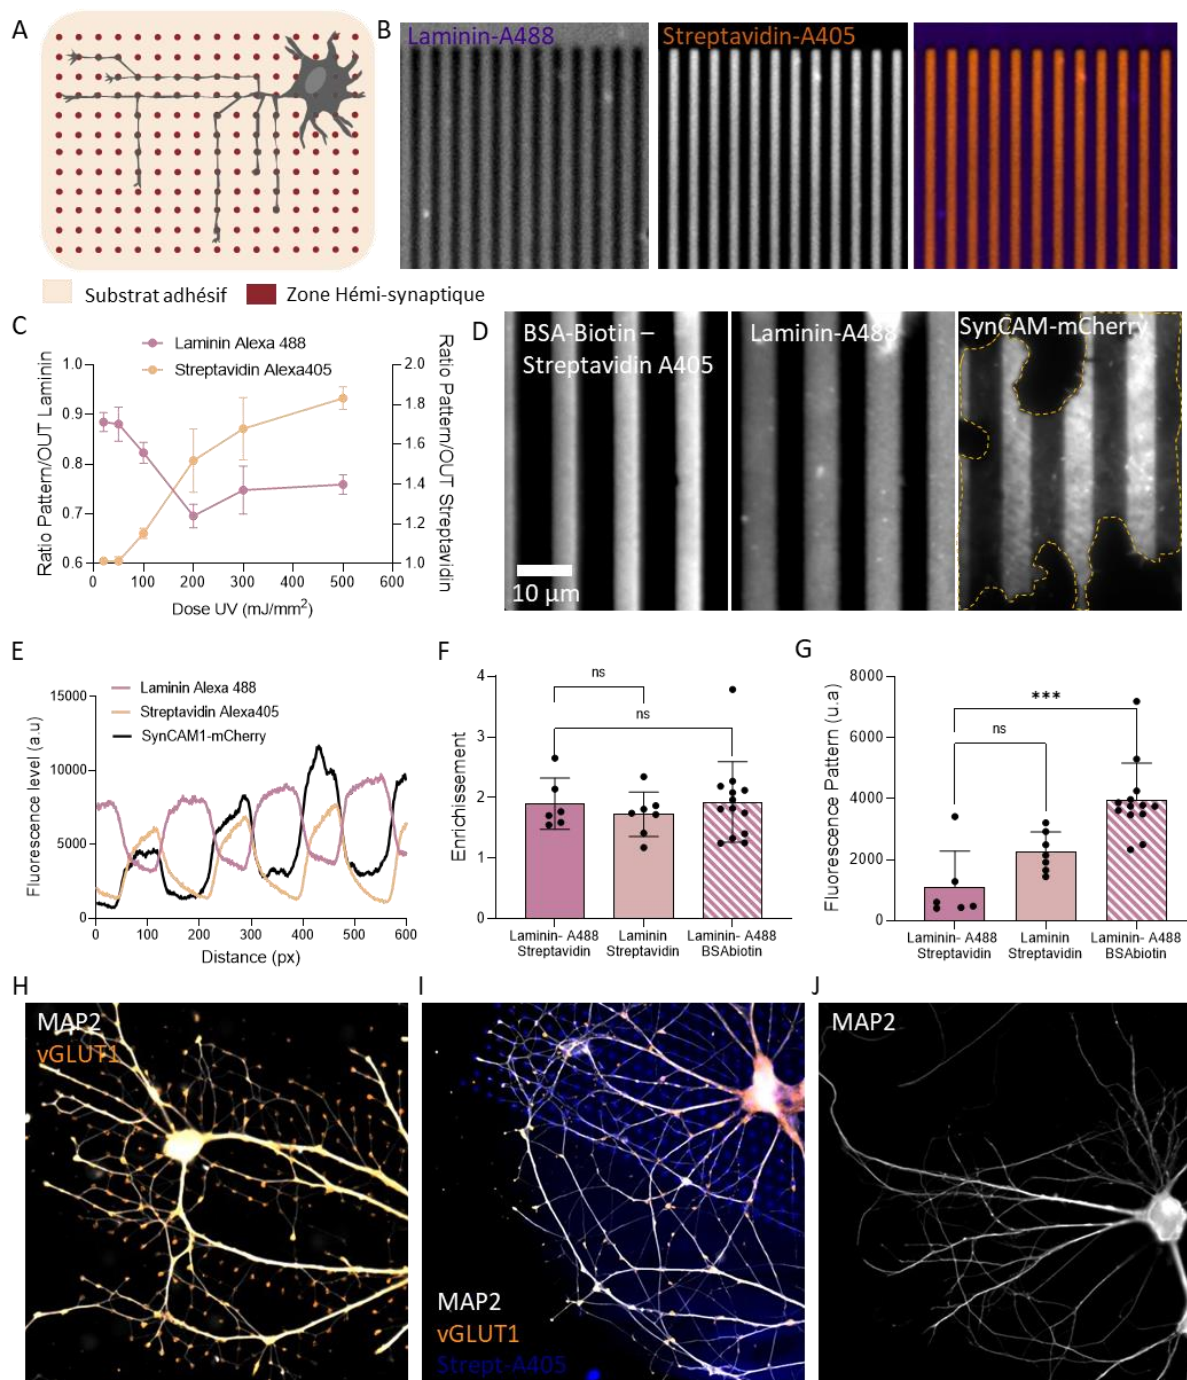 A
B
Laminin-A488
Streptavidin-A405
Substrat adhésif
Zone Hémi-synaptique
C
Laminin Alexa 488
Streptavidin Alexa405
Ratio Pattern/OUT Laminin
1.0
0.9
0.8
0.7
0.6
Ratio Pattern/OUT Streptavidin
2.0
1.8
1.6
1.4
1.2
1.0
0
100
200
300
400
500
600
Dose UV (mJ/mm²)
D
BSA-Biotin –
Streptavidin A405
10 µm
Laminin-A488
SynCAM-mCherry
E
Laminin Alexa 488
Streptavidin Alexa405
SynCAM1-mCherry
Fluorescence level (a.u)
15000
10000
5000
0
0
100
200
300
400
500
600
Distance (px)
F
Enrichissement
4
3
2
1
0
ns
ns
Laminin- A488
Streptavidin
Laminin
Streptavidin
Laminin- A488
BSAbiotin
G
Fluorescence Pattern (u.a)
8000
6000
4000
2000
0
***
ns
Laminin- A488
Streptavidin
Laminin
Streptavidin
Laminin- A488
BSAbiotin
H
MAP2
vGLUT1
I
MAP2
vGLUT1
Strept-A405
J
MAP2